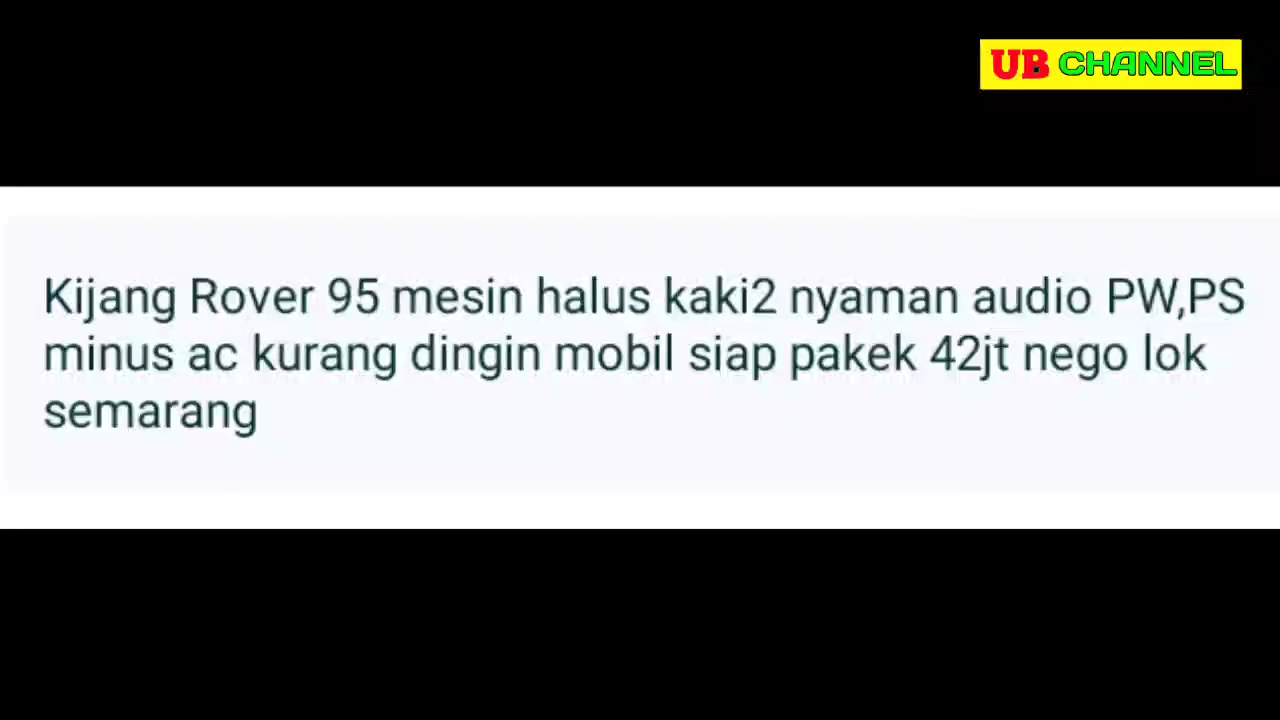 UB CHANNEL
Kijang Rover 95 mesin halus kaki2 nyaman audio PW,PS
minus ac kurang dingin mobil siap pakek 42jt nego lok
semarang